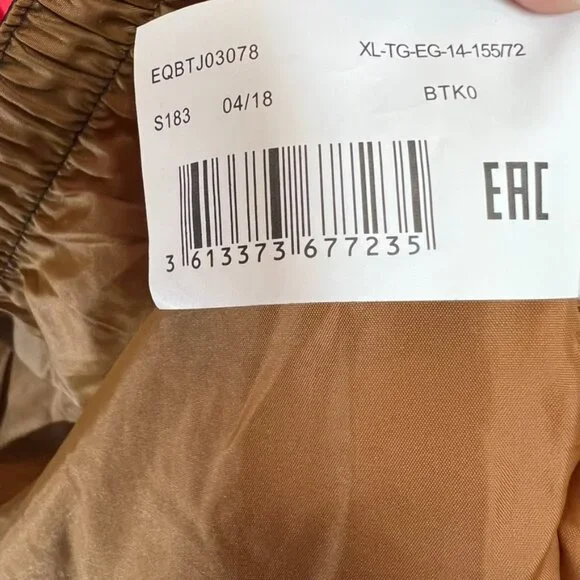 EQBTJ03078 XL-TG-EG-14-155/72
S183 04/18 BTK0
EAC
3 613373 677235